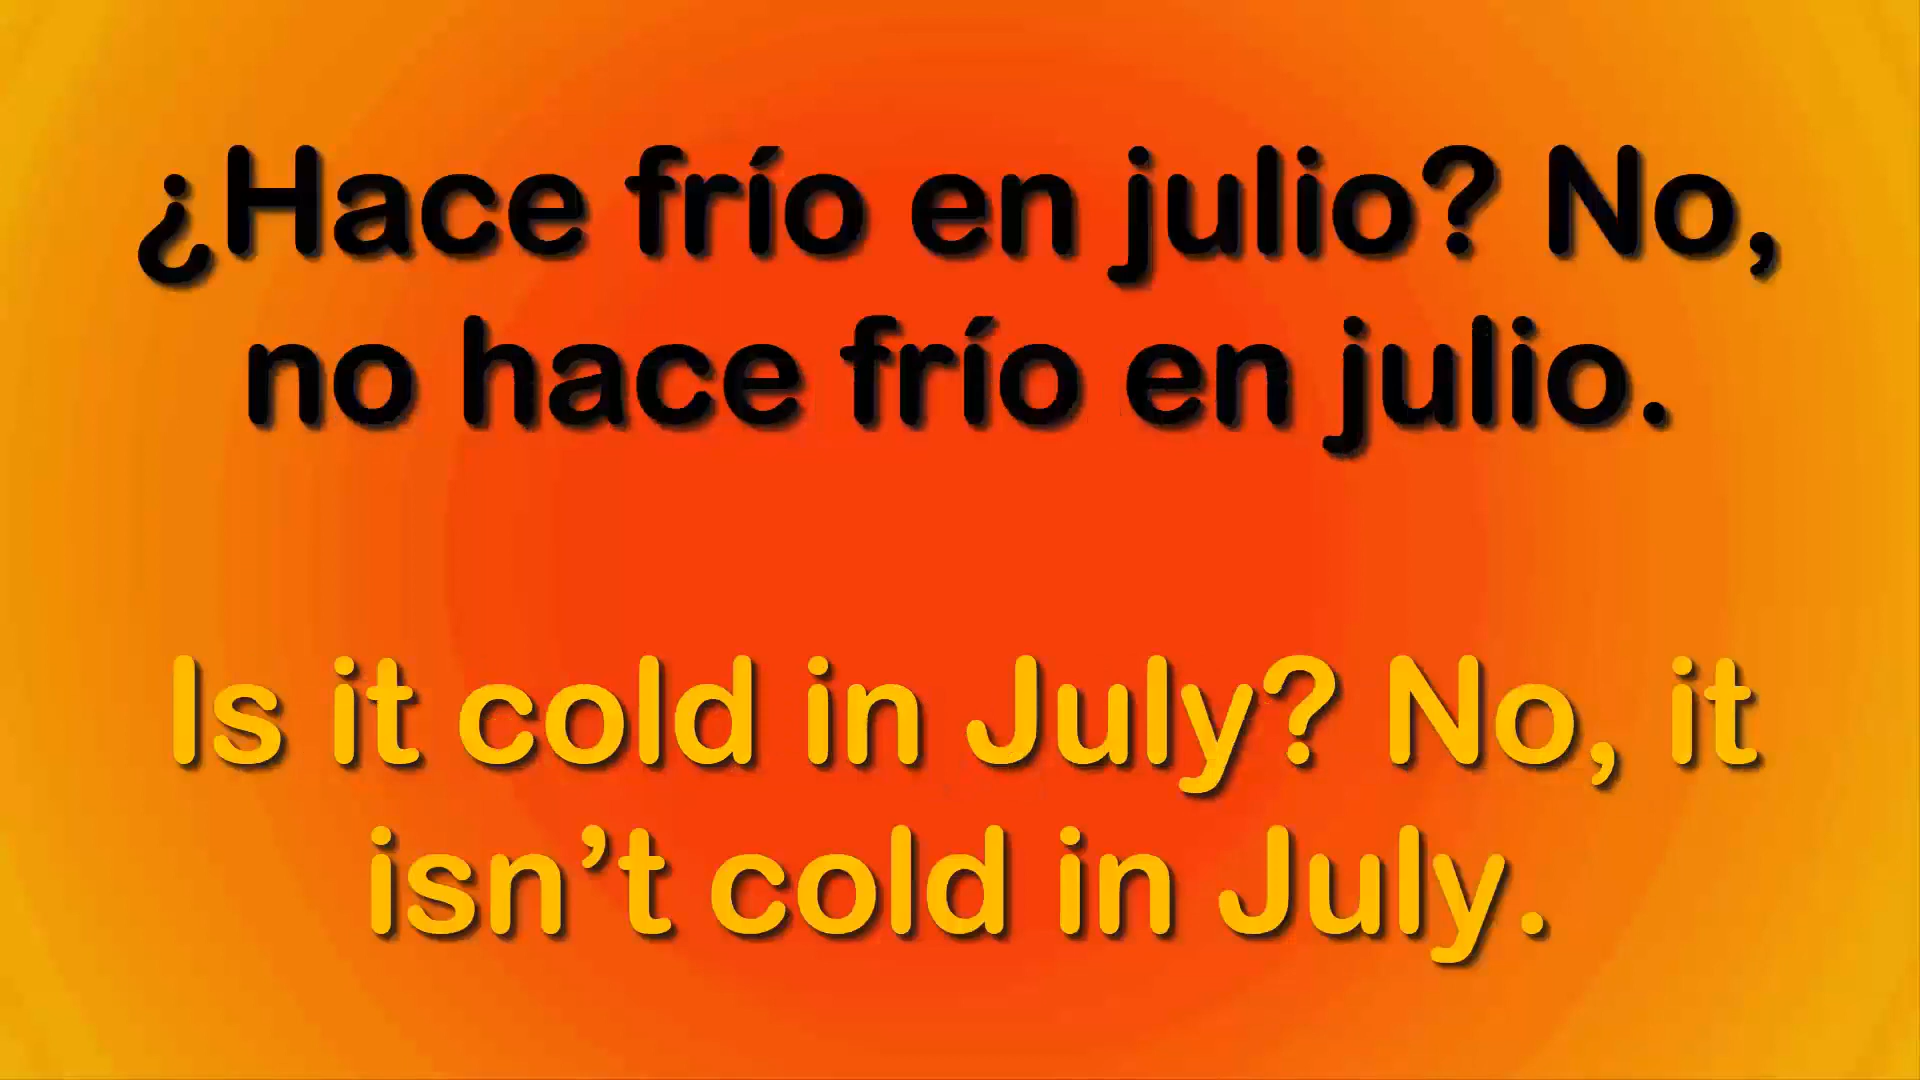 ¿Hace frío en julio? No,
no hace frío en julio.
Is it cold in July? No, it
isn’t cold in July.